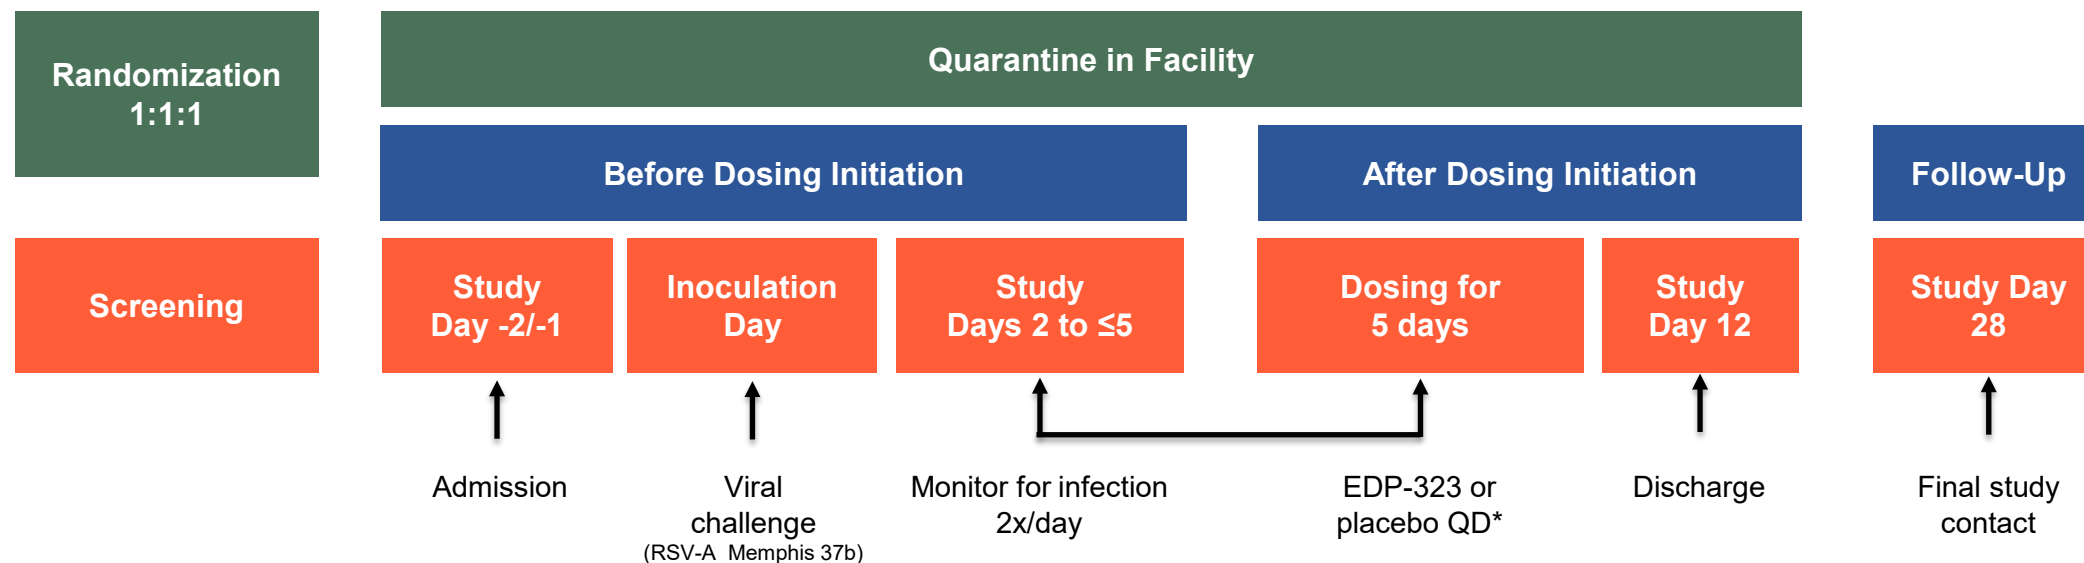 Randomization
1:1:1
Quarantine in Facility
Before Dosing Initiation
After Dosing Initiation
Follow-Up
Screening
Study
Day -2/-1
Inoculation
Day
Study
Days 2 to ≤5
Dosing for
5 days
Study
Day 12
Study Day
28
Admission
Viral
challenge
(RSV-A Memphis 37b)
Monitor for infection
2x/day
EDP-323 or
placebo QD*
Discharge
Final study
contact